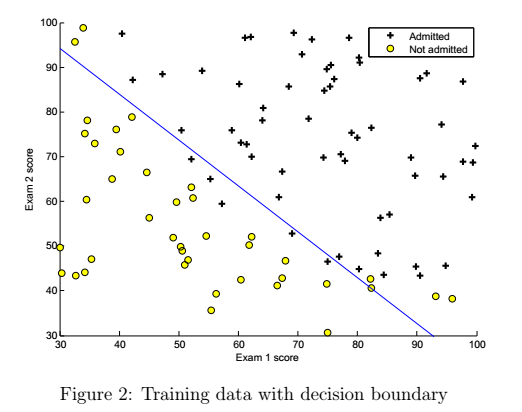 100
90
80
70
60
50
40
30
Exam 2 score
Admitted
Not admitted
30 40 50 60 70 80 90 100
Exam 1 score
Figure 2: Training data with decision boundary